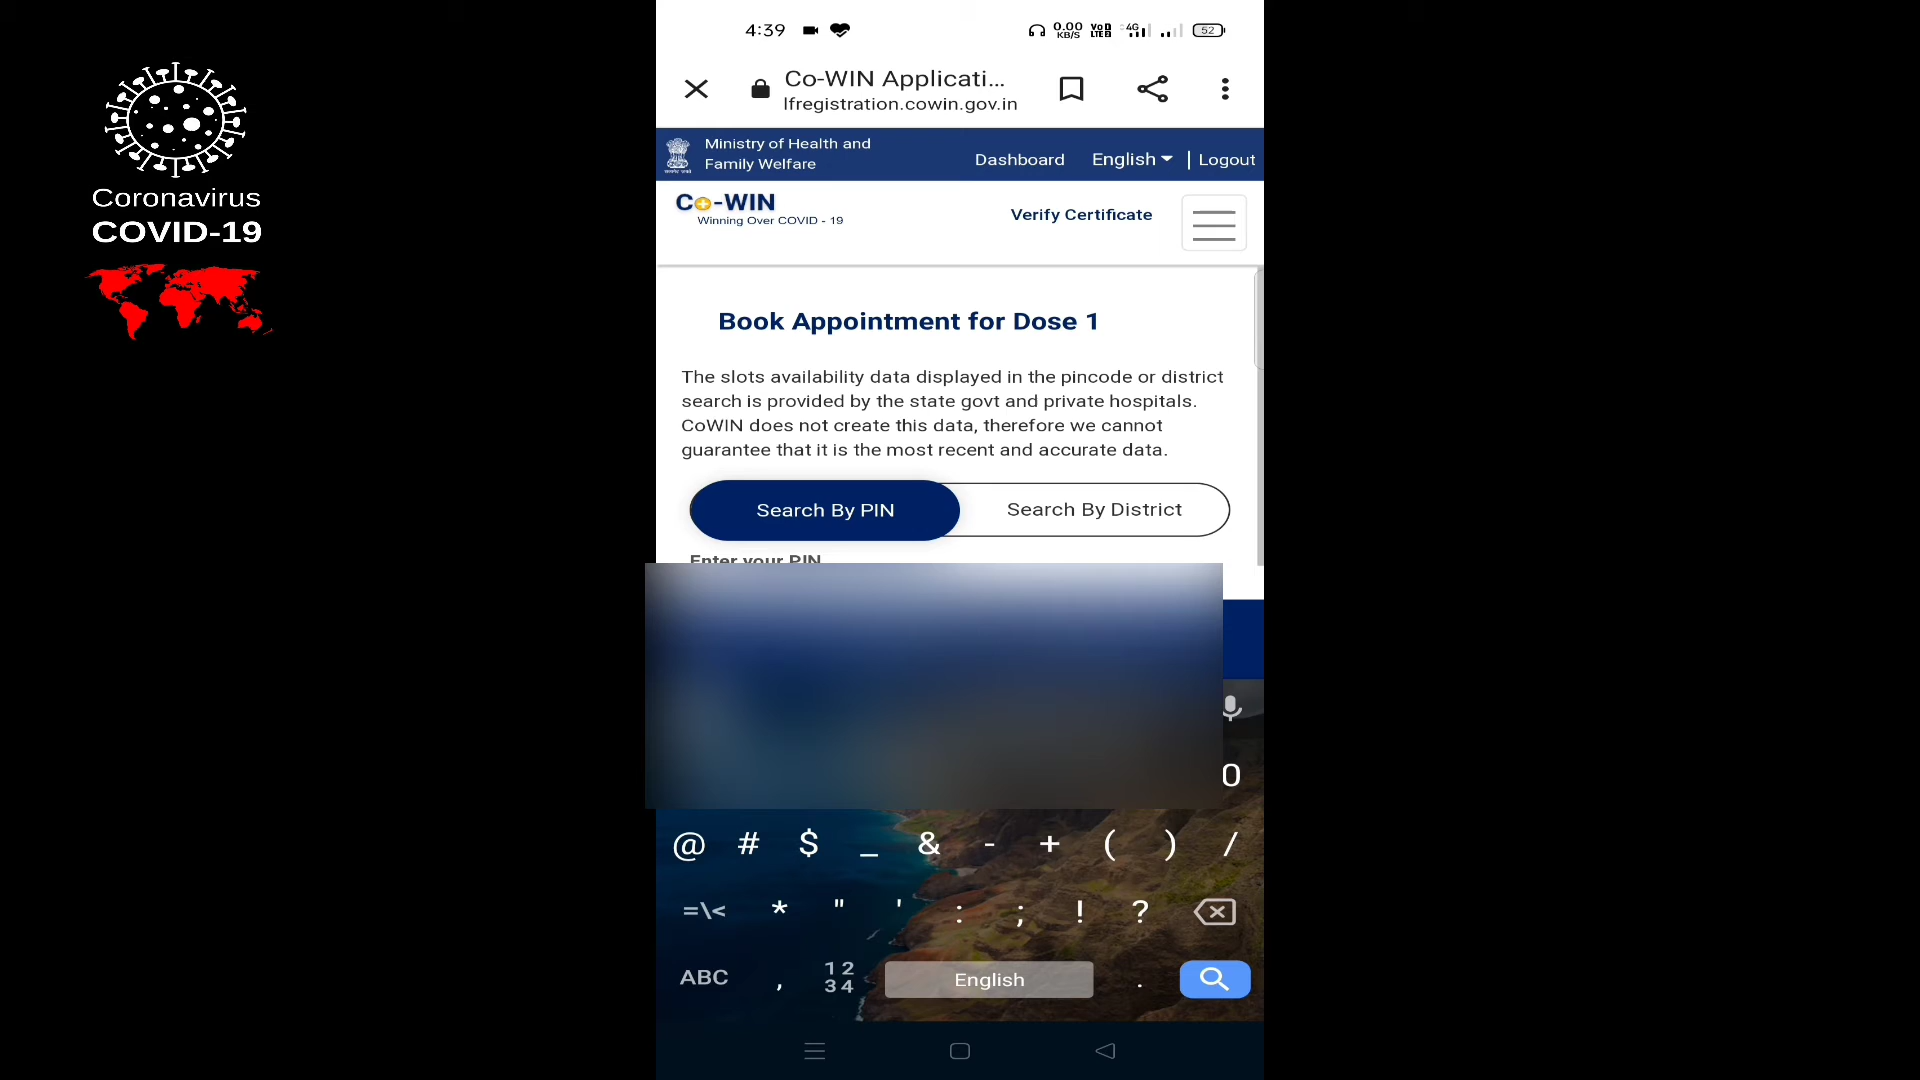 Coronavirus
COVID-19
4:39
0.00 KB/S
VoLTE
4G
52
Co-WIN Applicati...
lfregistration.cowin.gov.in
Ministry of Health and
Family Welfare
Dashboard English | Logout
Co-WIN
Winning Over COVID - 19
Verify Certificate
Book Appointment for Dose 1
The slots availability data displayed in the pincode or district
search is provided by the state govt and private hospitals.
CoWIN does not create this data, therefore we cannot
guarantee that it is the most recent and accurate data.
Search By PIN Search By District
Enter your PIN
0
@ # $ _ & - + ( ) /
=\< * " ' : ; ! ?
ABC , 12 34 English .